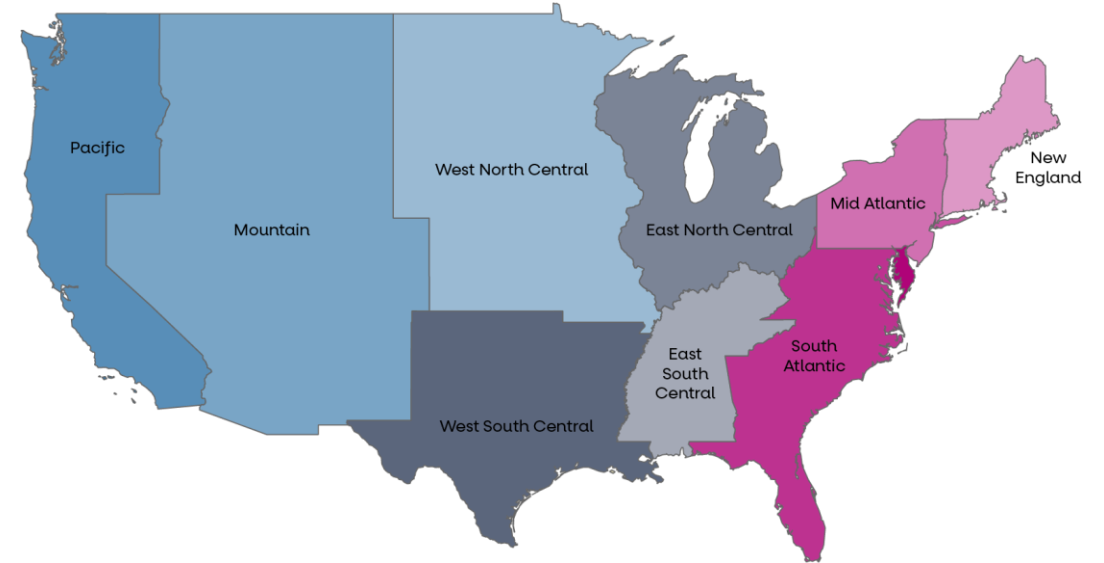 Pacific
Mountain
West North Central
East North Central
Mid Atlantic
New
England
West South Central
East
South
Central
South
Atlantic